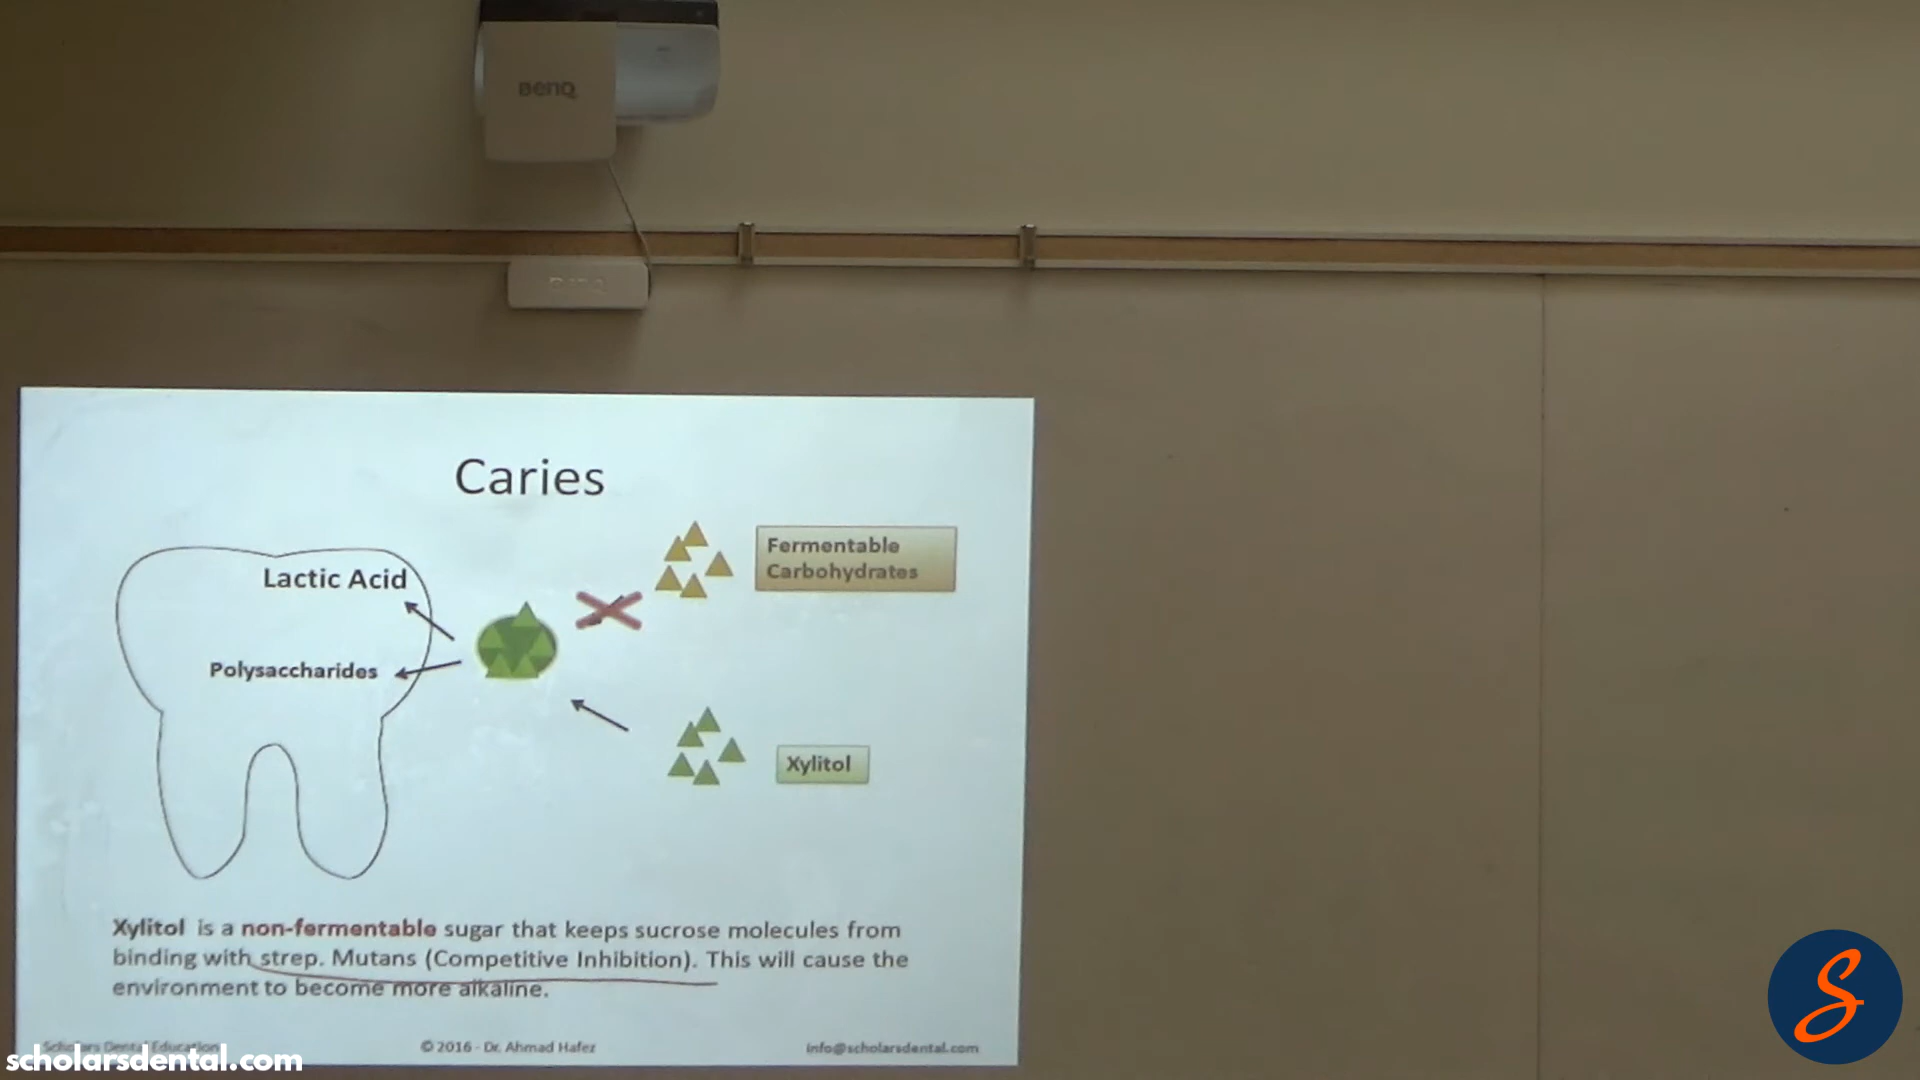 BenQ
BenQ
Caries
Fermentable
Carbohydrates
Lactic Acid
Polysaccharides
Xylitol
Xylitol is a non-fermentable sugar that keeps sucrose molecules from
binding with strep. Mutans (Competitive Inhibition). This will cause the
environment to become more alkaline.
Scholars Dental Education
© 2016 - Dr. Ahmad Hafez
info@scholarsdental.com
scholarsdental.com
S